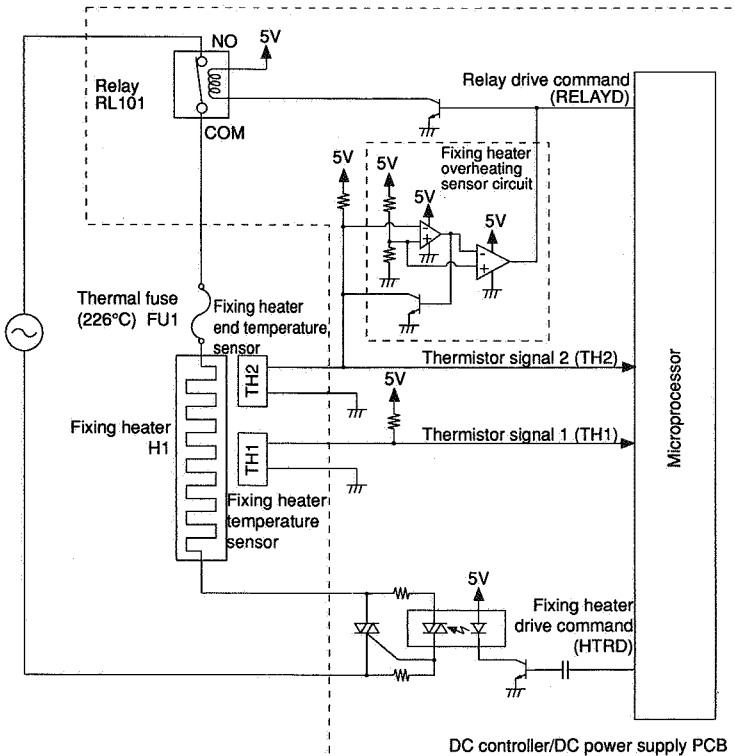 NO
5V
Relay
RL101
COM
Relay drive command
(RELAYD)
5V
5V
Fixing heater
overheating
sensor circuit
5V
5V
Thermal fuse
(226°C) FU1
Fixing heater
end temperature
sensor
TH2
Thermistor signal 2 (TH2)
5V
Fixing heater
H1
TH1
Thermistor signal 1 (TH1)
Fixing heater
temperature
sensor
Microprocessor
5V
Fixing heater
drive command
(HTRD)
DC controller/DC power supply PCB